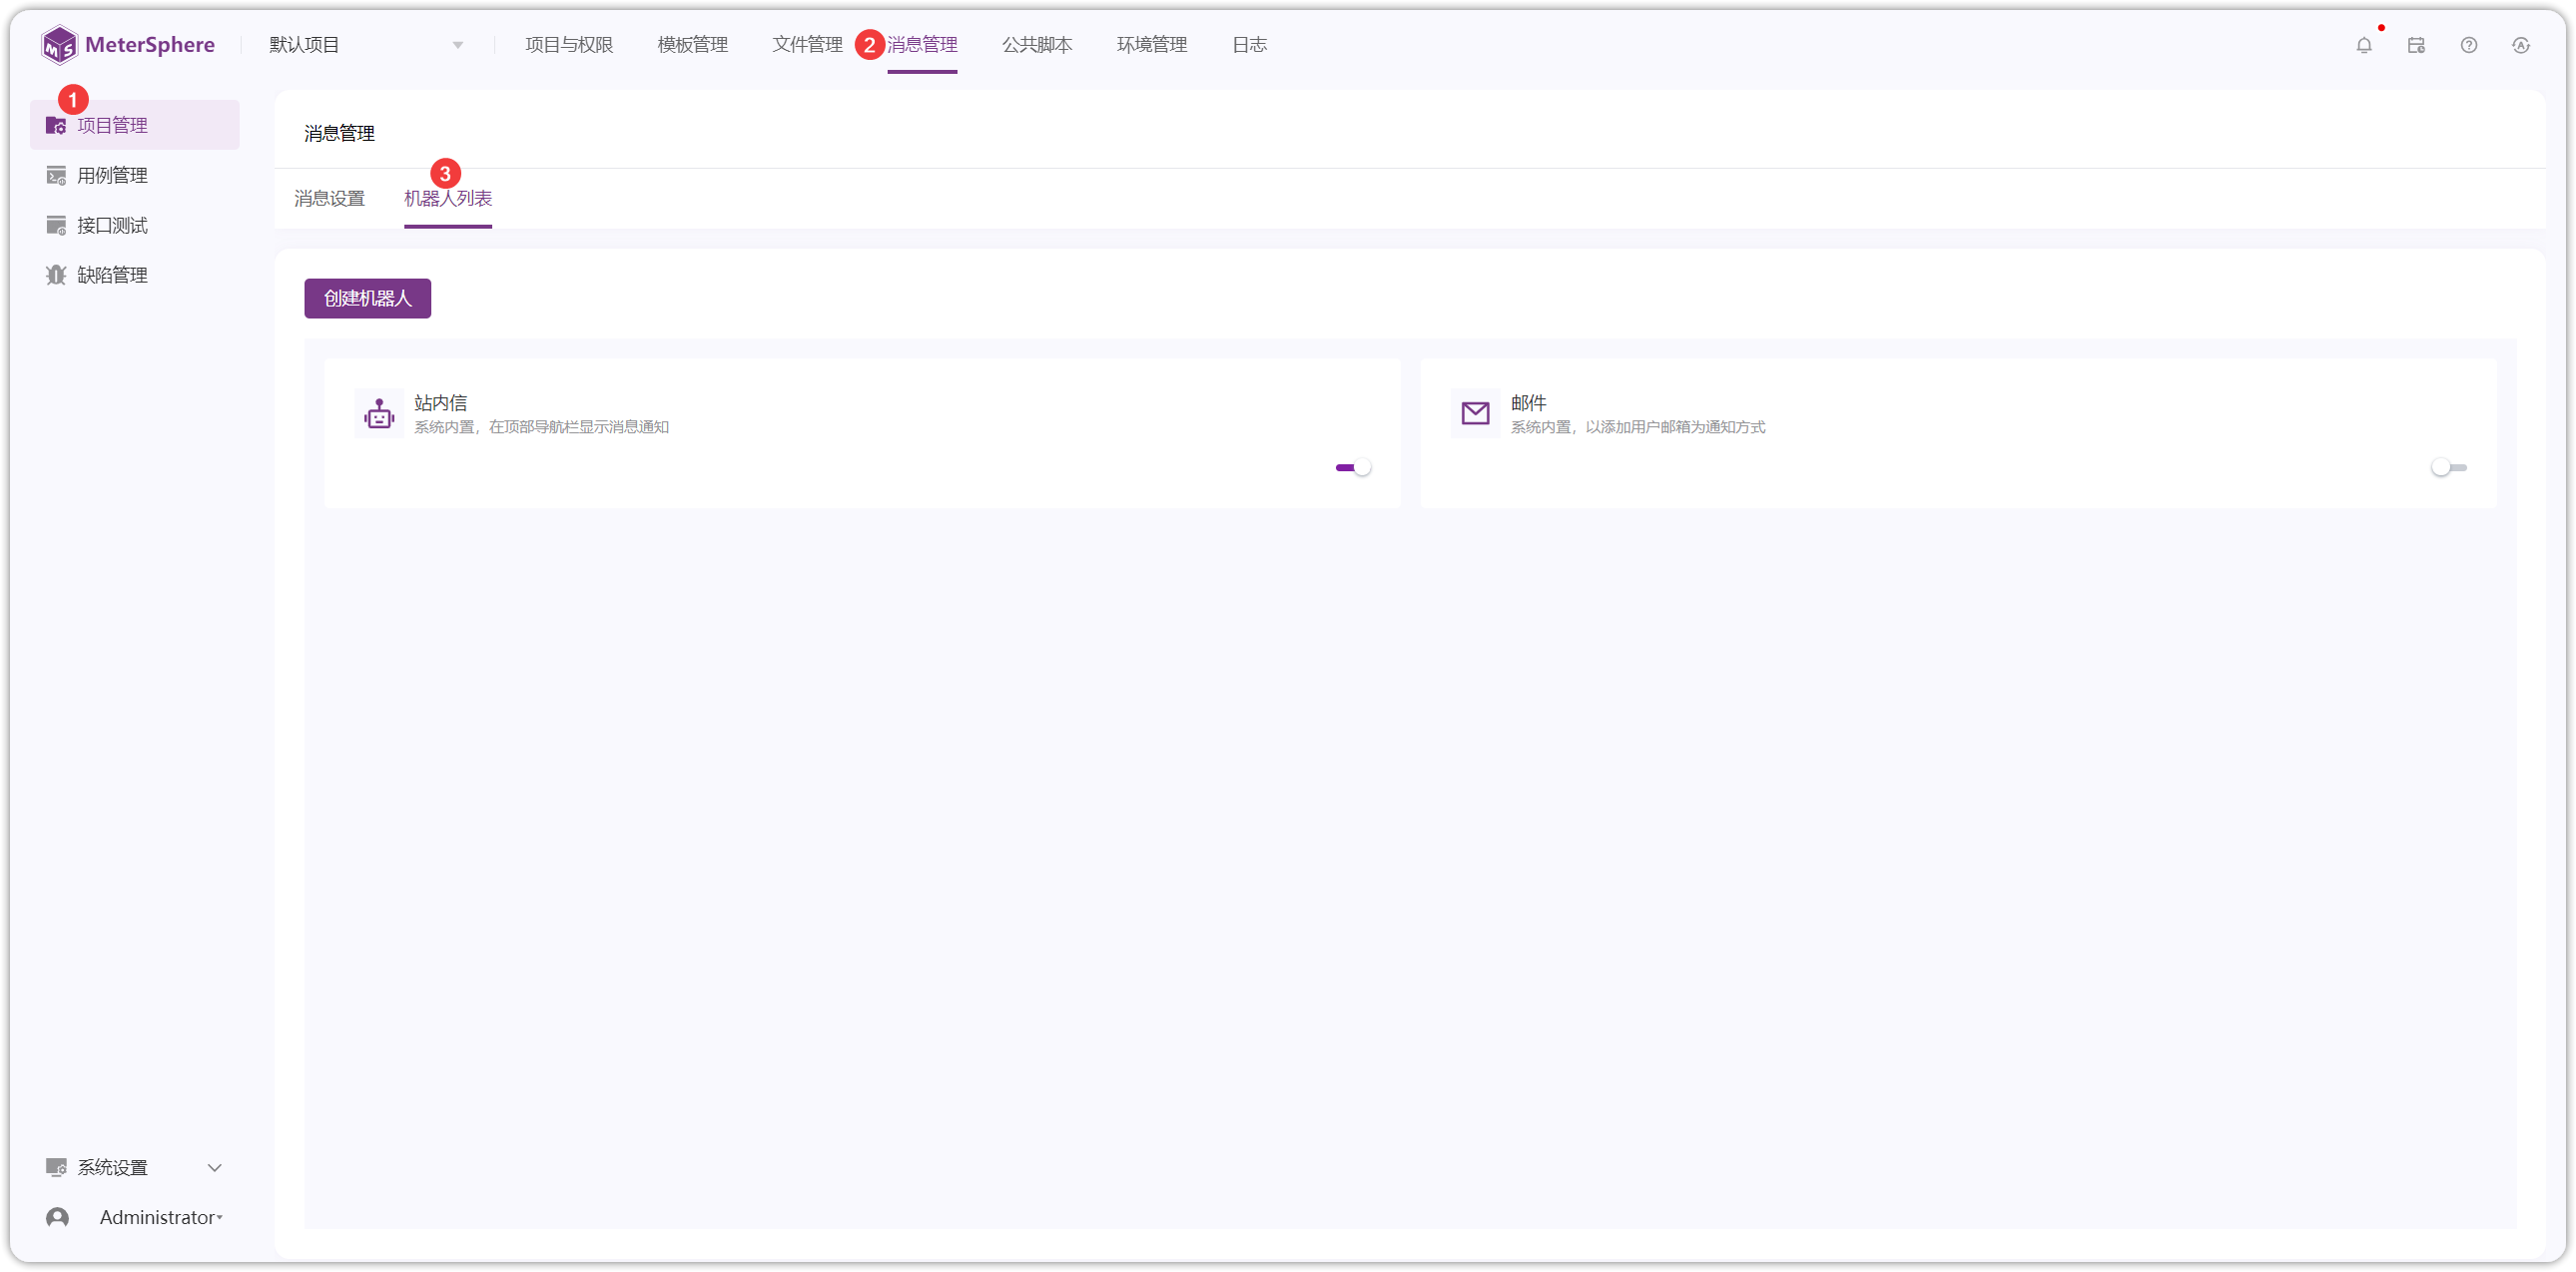 MeterSphere
默认项目
项目与权限
模板管理
文件管理
2
消息管理
公共脚本
环境管理
日志
1
项目管理
用例管理
接口测试
缺陷管理
消息管理
3
消息设置
机器人列表
创建机器人
站内信
系统内置，在顶部导航栏显示消息通知
邮件
系统内置，以添加用户邮箱为通知方式
系统设置
Administrator